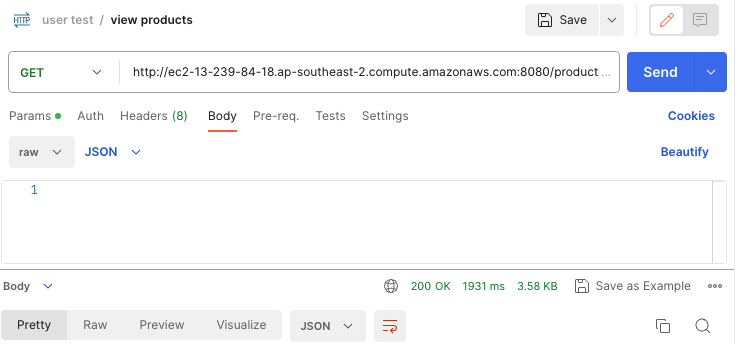 HTTP user test / view products Save
GET http://ec2-13-239-84-18.ap-southeast-2.compute.amazonaws.com:8080/product ... Send
Params Auth Headers (8) Body Pre-req. Tests Settings Cookies
raw JSON Beautify
1
Body 200 OK 1931 ms 3.58 KB Save as Example
Pretty Raw Preview Visualize JSON